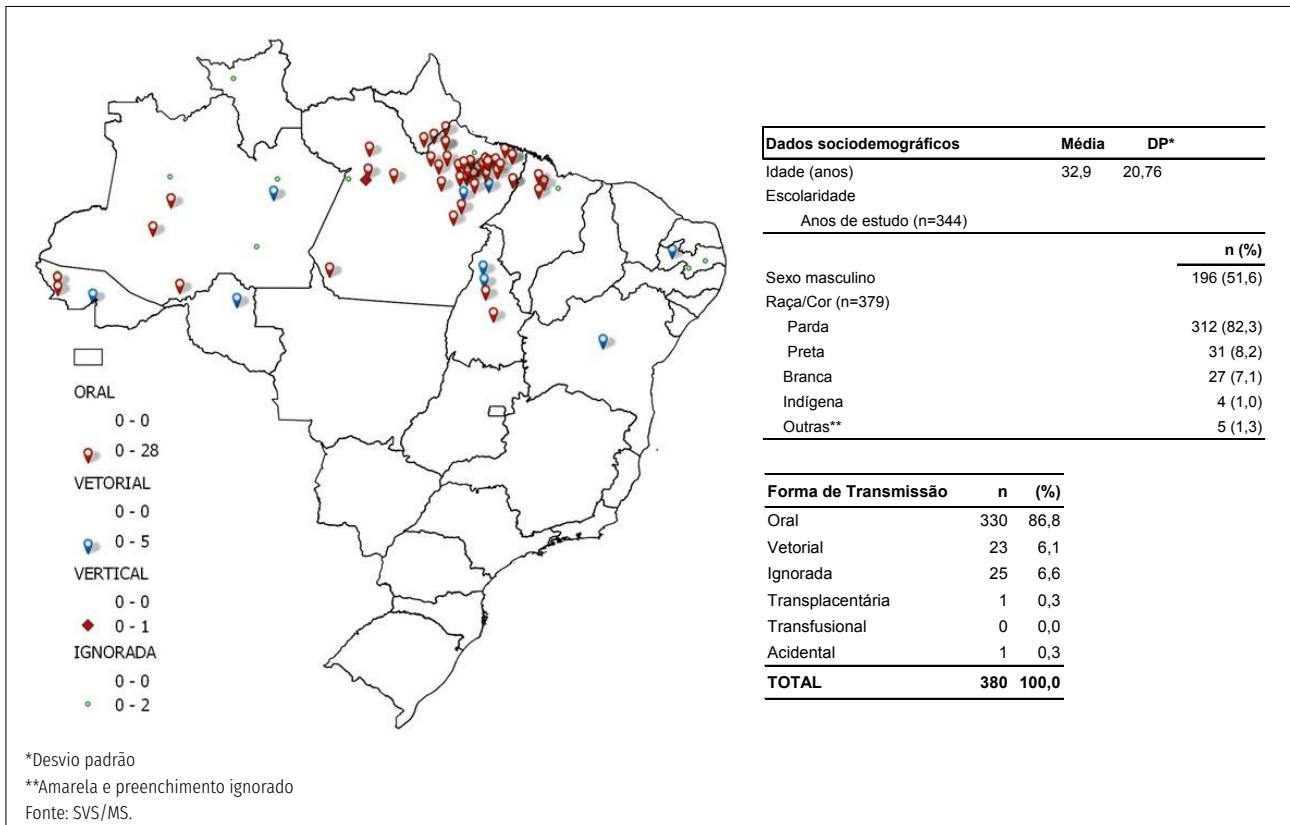 ORAL
0 - 0
0 - 28
VETORIAL
0 - 0
0 - 5
VERTICAL
0 - 0
0 - 1
IGNORADA
0 - 0
0 - 2
Dados sociodemográficos Média DP*
Idade (anos) 32,9 20,76
Escolaridade
Anos de estudo (n=344)
n (%)
Sexo masculino 196 (51,6)
Raça/Cor (n=379)
Parda 312 (82,3)
Preta 31 (8,2)
Branca 27 (7,1)
Indígena 4 (1,0)
Outras** 5 (1,3)
Forma de Transmissão n (%)
Oral 330 86,8
Vetorial 23 6,1
Ignorada 25 6,6
Transplacentária 1 0,3
Transfusional 0 0,0
Acidental 1 0,3
TOTAL 380 100,0
*Desvio padrão
**Amarela e preenchimento ignorado
Fonte: SVS/MS.